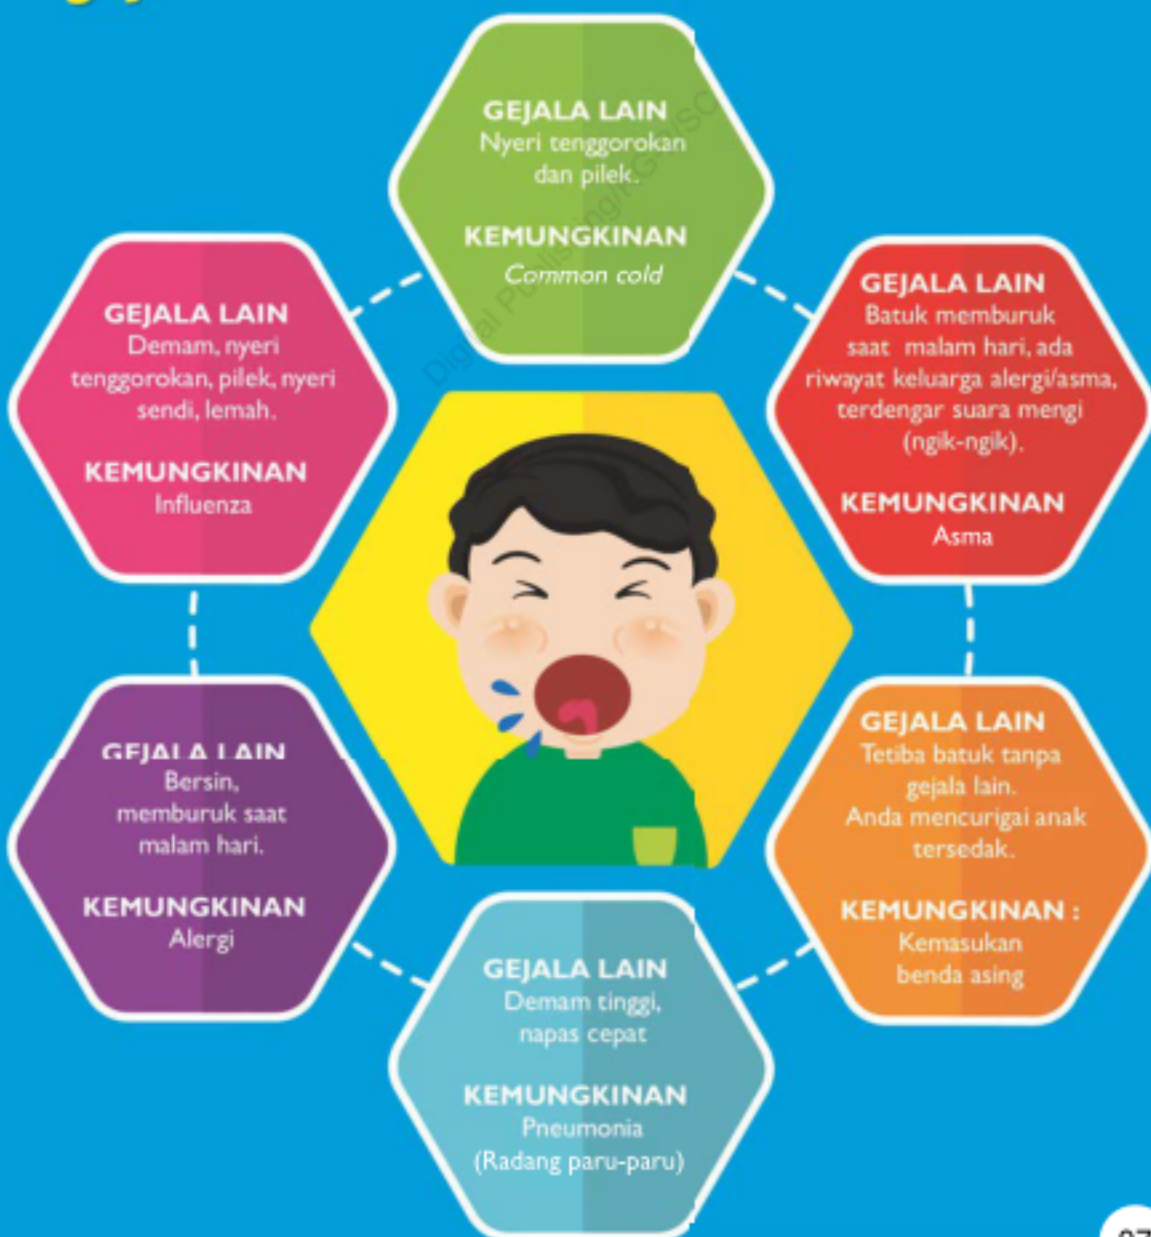 GEJALA LAIN
Nyeri tenggorokan
dan pilek.
KEMUNGKINAN
Common cold
GEJALA LAIN
Demam, nyeri
tenggorokan, pilek, nyeri
sendi, lemah.
KEMUNGKINAN
Influenza
GEJALA LAIN
Batuk memburuk
saat malam hari, ada
riwayat keluarga alergi/asma,
terdengar suara mengi
(ngik-ngik).
KEMUNGKINAN
Asma
GEJALA LAIN
Bersin,
memburuk saat
malam hari.
KEMUNGKINAN
Alergi
GEJALA LAIN
Tetiba batuk tanpa
gejala lain.
Anda mencurigai anak
tersedak.
KEMUNGKINAN :
Kemasukan
benda asing
GEJALA LAIN
Demam tinggi,
napas cepat
KEMUNGKINAN
Pneumonia
(Radang paru-paru)